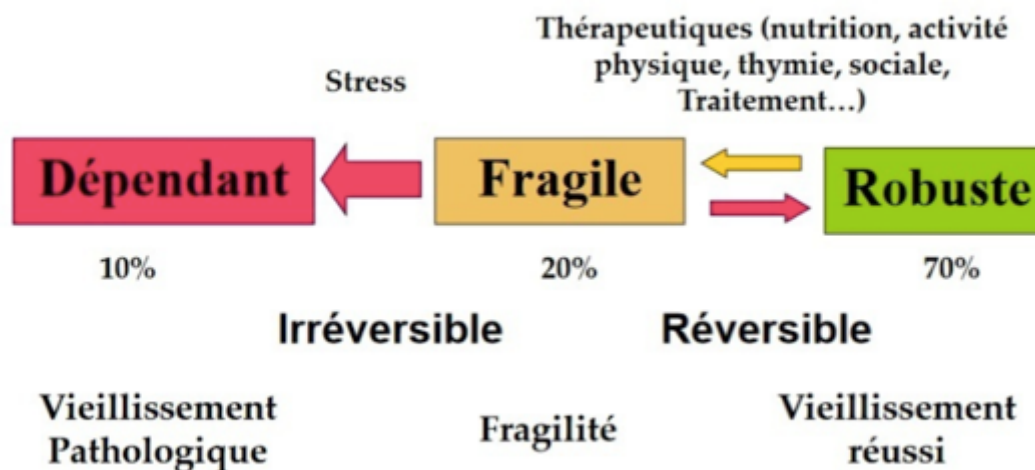 Thérapeutiques (nutrition, activité
physique, thymie, sociale,
Traitement…)
Stress
Dépendant
Fragile
Robuste
10%
20%
70%
Irréversible
Réversible
Vieillissement
Pathologique
Fragilité
Vieillissement
réussi